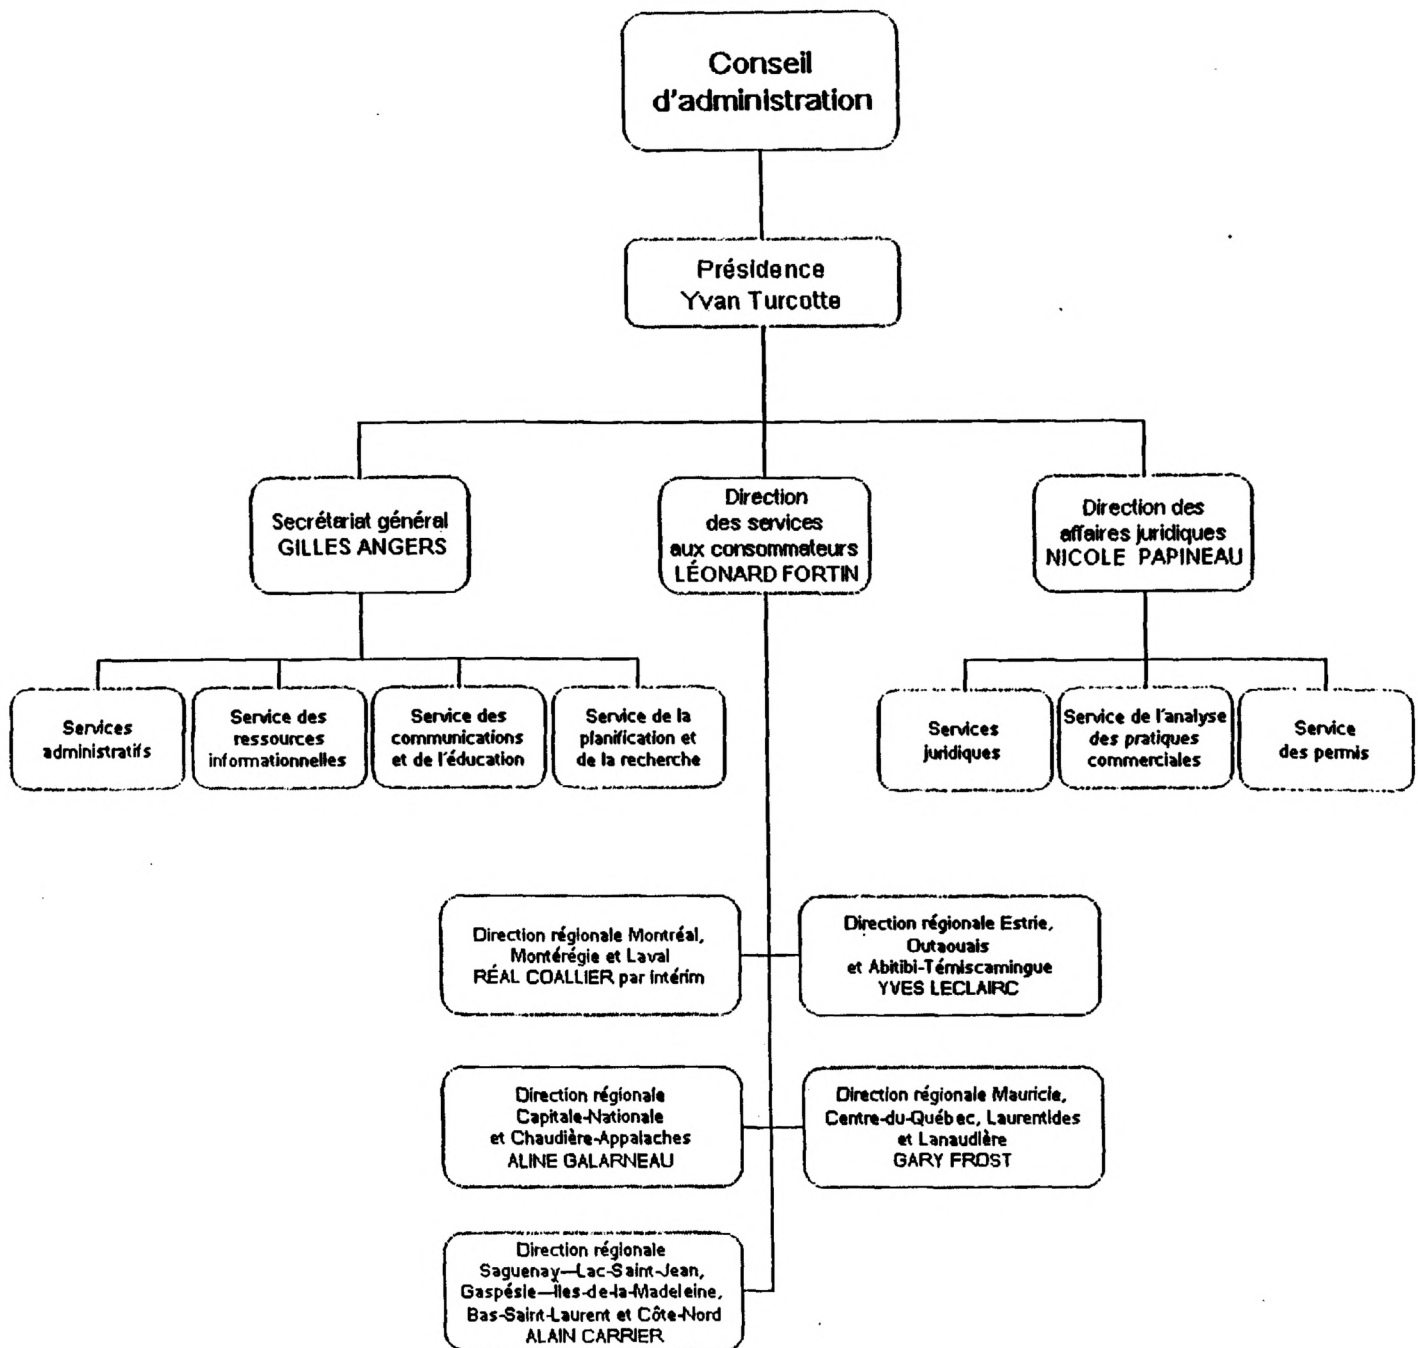 Conseil
d'administration
Présidence
Yvan Turcotte
Secrétariat général
GILLES ANGERS
Direction
des services
aux consommateurs
LÉONARD FORTIN
Direction des
affaires juridiques
NICOLE PAPINEAU
Services
administratifs
Service des
ressources
informationnelles
Service des
communications
et de l'éducation
Service de la
planification et
de la recherche
Services
juridiques
Service de l'analyse
des pratiques
commerciales
Service
des permis
Direction régionale Montréal,
Montérégie et Laval
RÉAL COALLIER par intérim
Direction régionale Estrie,
Outaouais
et Abitibi-Témiscamingue
YVES LECLAIRC
Direction régionale
Capitale-Nationale
et Chaudière-Appalaches
ALINE GALARNEAU
Direction régionale Mauricie,
Centre-du-Québec, Laurentides
et Lanaudière
GARY FROST
Direction régionale
Saguenay—Lac-Saint-Jean,
Gaspésie—Iles-de-la-Madeleine,
Bas-Saint-Laurent et Côte-Nord
ALAIN CARRIER